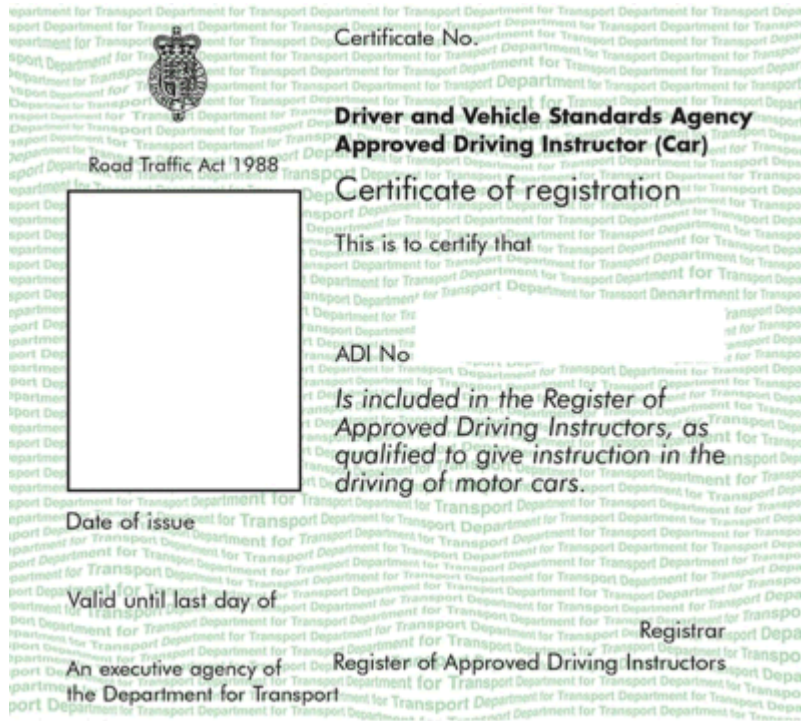 Certificate No.
Driver and Vehicle Standards Agency
Approved Driving Instructor (Car)
Road Traffic Act 1988
Certificate of registration
This is to certify that
ADI No
Is included in the Register of
Approved Driving Instructors, as
qualified to give instruction in the
driving of motor cars.
Date of issue
Valid until last day of
Registrar
Register of Approved Driving Instructors
An executive agency of
the Department for Transport
Department for Transport